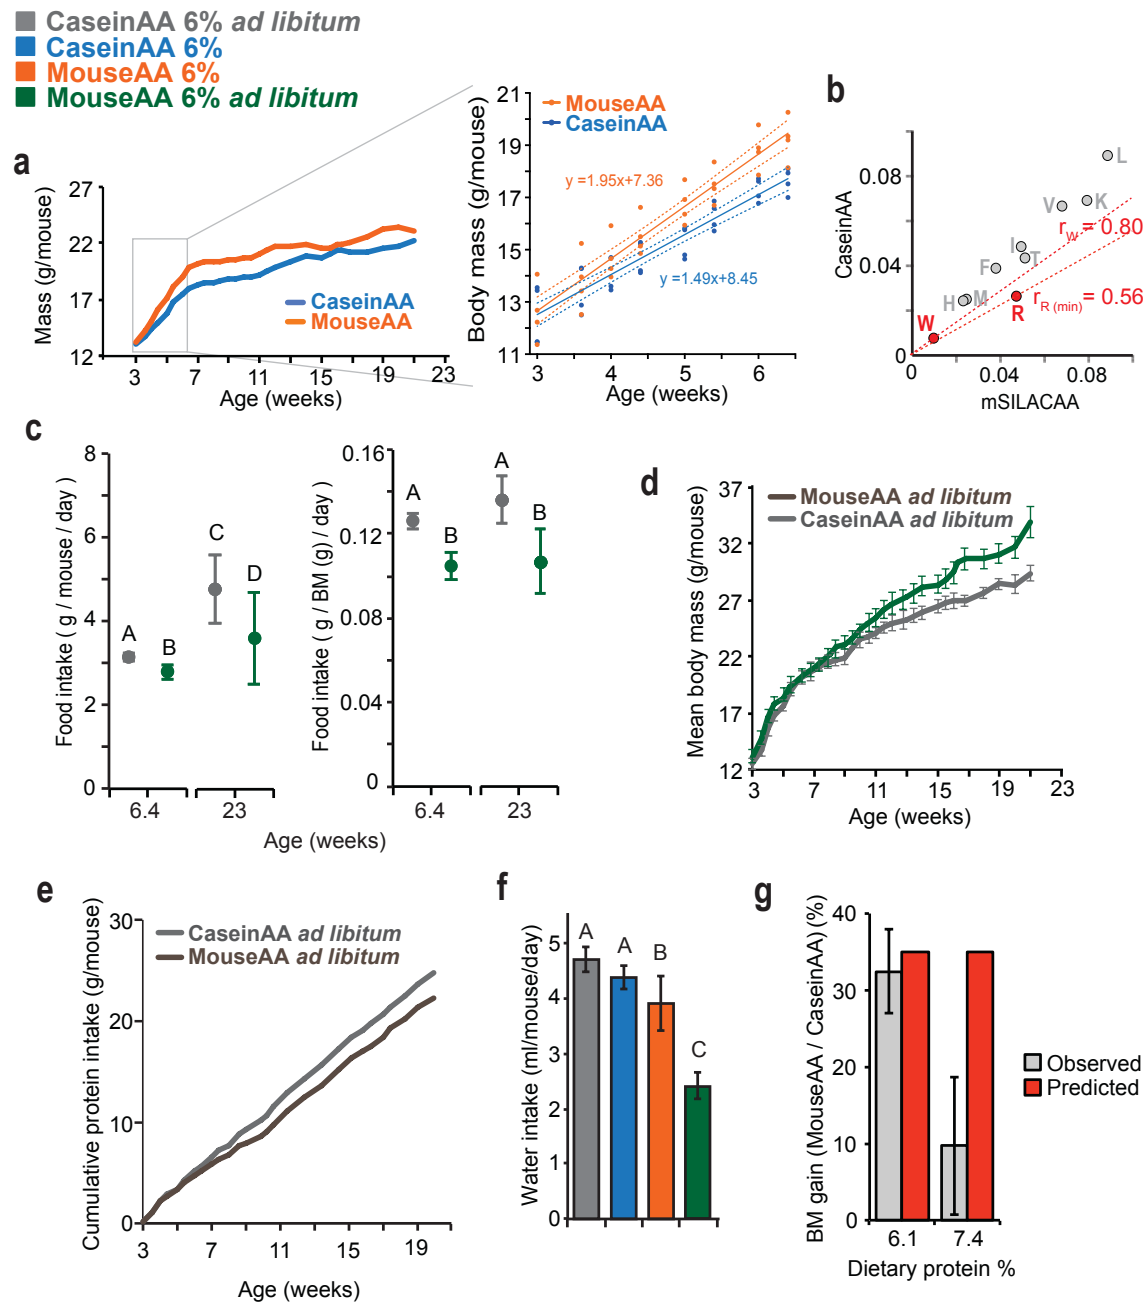 CaseinAA 6% ad libitum
CaseinAA 6%
MouseAA 6%
MouseAA 6% ad libitum
a
Mass (g/mouse)
27
22
17
12
CaseinAA
MouseAA
3 7 11 15 19 23
Age (weeks)
Body mass (g/mouse)
21
19
17
15
13
11
MouseAA
CaseinAA
y =1.95x+7.36
y =1.49x+8.45
3 4 5 6
Age (weeks)
b
CaseinAA
0.08
0.04
0
L
K
V
I
T
F
H
M
W
R
rW = 0.80
rR (min) = 0.56
0 0.04 0.08
mSILACAA
c
Food intake ( g / mouse / day )
8
6
4
2
0
A
B
C
D
6.4 23
Food intake ( g / BM (g) / day )
0.16
0.12
0.08
0.04
0
A
B
A
B
6.4 23
Age (weeks)
d
Mean body mass (g/mouse)
37
32
27
22
17
12
MouseAA ad libitum
CaseinAA ad libitum
3 7 11 15 19 23
Age (weeks)
e
Cumulative protein intake (g/mouse)
30
20
10
0
CaseinAA ad libitum
MouseAA ad libitum
3 7 11 15 19
Age (weeks)
f
Water intake (ml/mouse/day)
5
4
3
2
1
0
A
A
B
C
g
BM gain (MouseAA / CaseinAA) (%)
40
30
20
10
0
6.1 7.4
Dietary protein %
Observed
Predicted